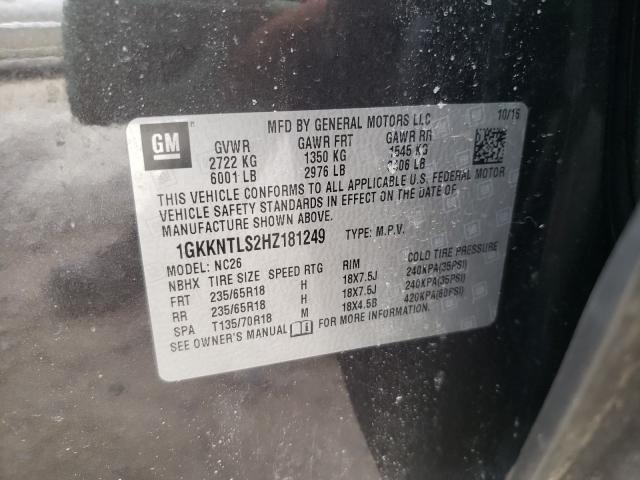 MFD BY GENERAL MOTORS LLC 10/16
GM
GVWR GAWR FRT GAWR RR
2722 KG 1350 KG 1545 KG
6001 LB 2976 LB 3406 LB
THIS VEHICLE CONFORMS TO ALL APPLICABLE U.S. FEDERAL MOTOR
VEHICLE SAFETY STANDARDS IN EFFECT ON THE DATE OF
MANUFACTURE SHOWN ABOVE.
1GKKNTLS2HZ181249 TYPE: M.P.V.
MODEL: NC26
NBHX TIRE SIZE SPEED RTG RIM COLD TIRE PRESSURE
FRT 235/65R18 H 18X7.5J 240KPA(35PSI)
RR 235/65R18 H 18X7.5J 240KPA(35PSI)
SPA T135/70R18 M 18X4.5B 420KPA(60PSI)
SEE OWNER'S MANUAL FOR MORE INFORMATION.